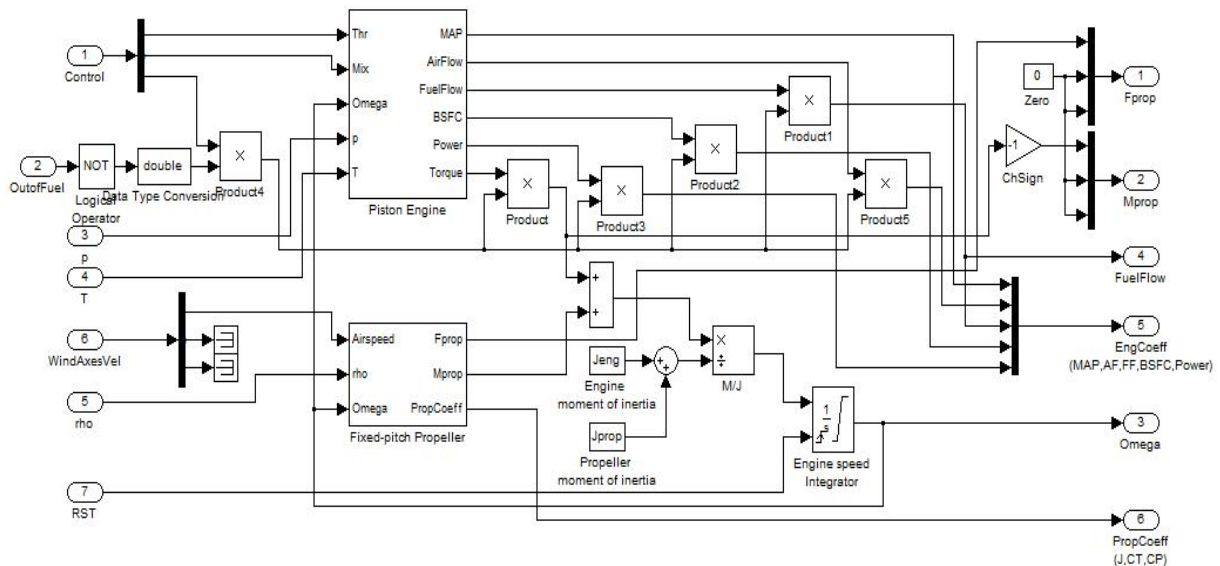 1
Control
2
OutofFuel
NOT
Logical
Operator
double
Data Type Conversion
×
Product4
3
p
4
T
6
WindAxesVel
5
rho
7
RST
Thr
Mix
Omega
p
T
MAP
AirFlow
FuelFlow
BSFC
Power
Torque
Piston Engine
×
Product
×
Product3
×
Product2
×
Product1
×
Product5
0
Zero
-1
ChSign
1
Fprop
2
Mprop
4
FuelFlow
5
EngCoeff
(MAP,AF,FF,BSFC,Power)
Airspeed
rho
Omega
Fprop
Mprop
PropCoeff
Fixed-pitch Propeller
+
+
Jeng
Engine
moment of inertia
+
+
Jprop
Propeller
moment of inertia
×
÷
M/J
1
s
Engine speed
Integrator
3
Omega
6
PropCoeff
(J,CT,CP)